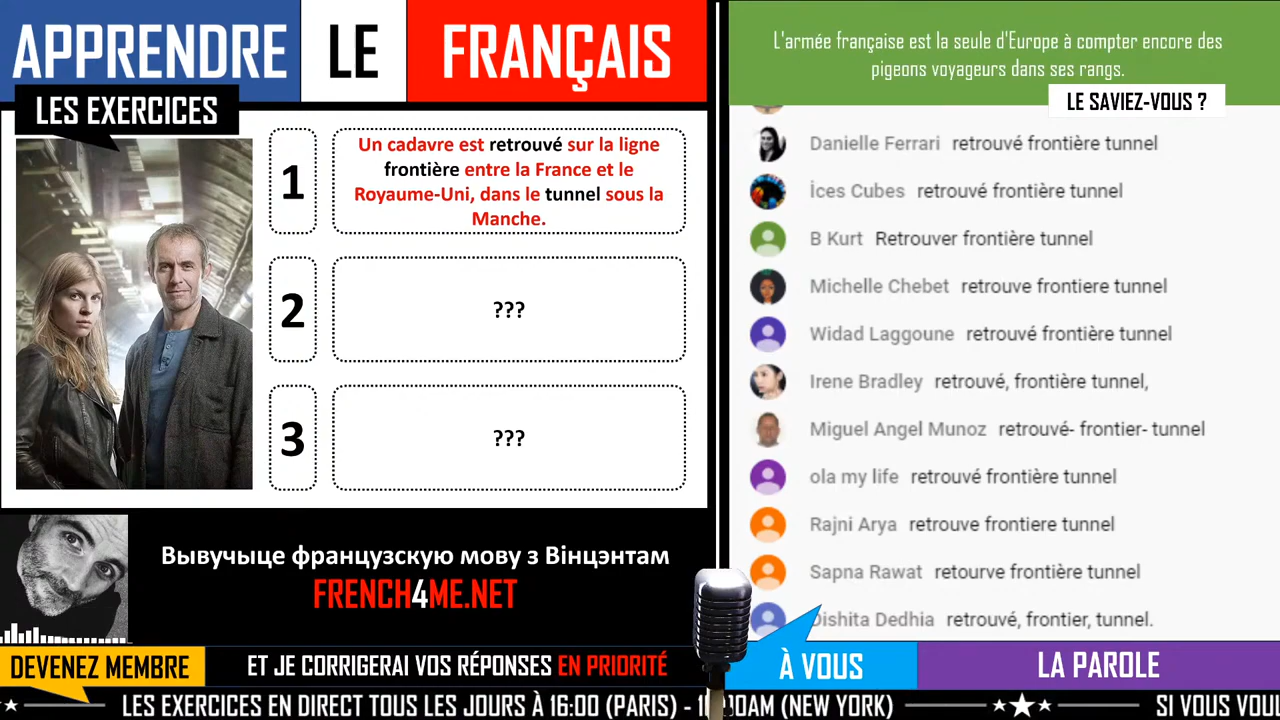 APPRENDRE LE FRANÇAIS
LES EXERCICES
1
Un cadavre est retrouvé sur la ligne
frontière entre la France et le
Royaume-Uni, dans le tunnel sous la
Manche.
2
???
3
???
Вывучыце французскую мову з Вінцэнтам
FRENCH4ME.NET
L'armée française est la seule d'Europe à compter encore des
pigeons voyageurs dans ses rangs.
LE SAVIEZ-VOUS ?
Danielle Ferrari retrouvé frontière tunnel
İces Cubes retrouvé frontière tunnel
B Kurt Retrouver frontière tunnel
Michelle Chebet retrouve frontiere tunnel
Widad Laggoune retrouvé frontière tunnel
Irene Bradley retrouvé, frontière tunnel,
Miguel Angel Munoz retrouvé- frontier- tunnel
ola my life retrouvé frontière tunnel
Rajni Arya retrouve frontiere tunnel
Sapna Rawat retourve frontière tunnel
Dishita Dedhia retrouvé, frontier, tunnel.
DEVENEZ MEMBRE
ET JE CORRIGERAI VOS RÉPONSES EN PRIORITÉ
À VOUS
LA PAROLE
LES EXERCICES EN DIRECT TOUS LES JOURS À 16:00 (PARIS) - (NEW YORK)
SI VOUS